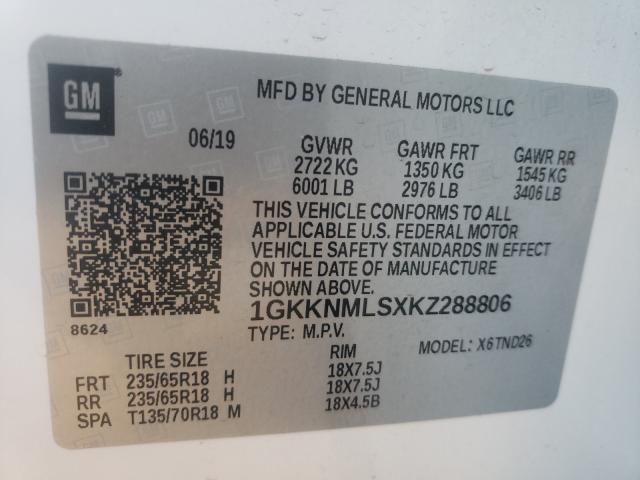 GM
MFD BY GENERAL MOTORS LLC
06/19 GVWR GAWR FRT GAWR RR
2722 KG 1350 KG 1545 KG
6001 LB 2976 LB 3406 LB
THIS VEHICLE CONFORMS TO ALL
APPLICABLE U.S. FEDERAL MOTOR
VEHICLE SAFETY STANDARDS IN EFFECT
ON THE DATE OF MANUFACTURE
SHOWN ABOVE.
1GKKNMLSXKZ288806
8624
TYPE: M.P.V. MODEL: X6TND26
TIRE SIZE RIM
FRT 235/65R18 H 18X7.5J
RR 235/65R18 H 18X7.5J
SPA T135/70R18 M 18X4.5B